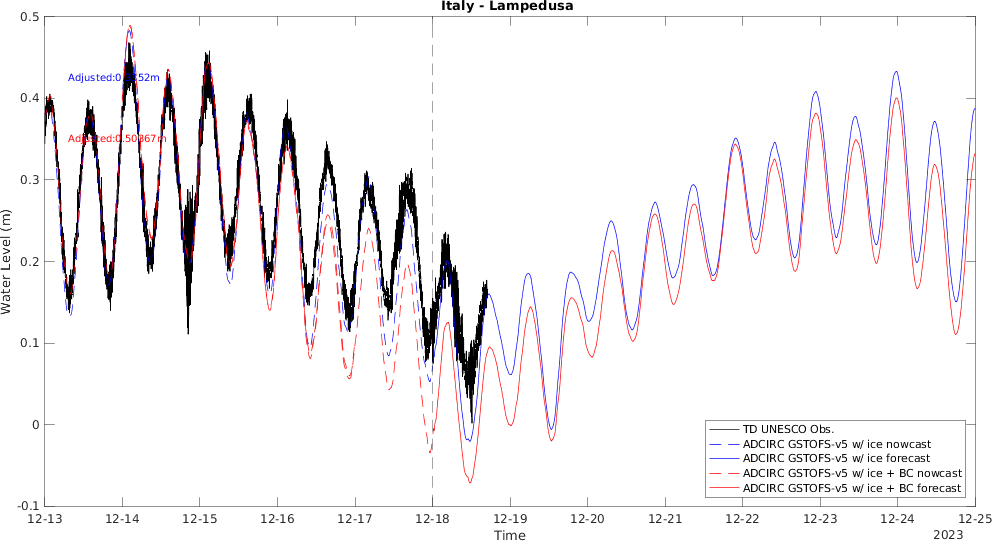 Italy - Lampedusa
0.5
0.4
0.3
0.2
0.1
0
-0.1
Water Level (m)
Adjusted:0.50367m
12-13
12-14
12-15
12-16
12-17
12-18
12-19
12-20
12-21
12-22
12-23
12-24
12-25
Time
2023
TD UNESCO Obs.
ADCIRC GSTOFS-v5 w/ ice nowcast
ADCIRC GSTOFS-v5 w/ ice forecast
ADCIRC GSTOFS-v5 w/ ice + BC nowcast
ADCIRC GSTOFS-v5 w/ ice + BC forecast